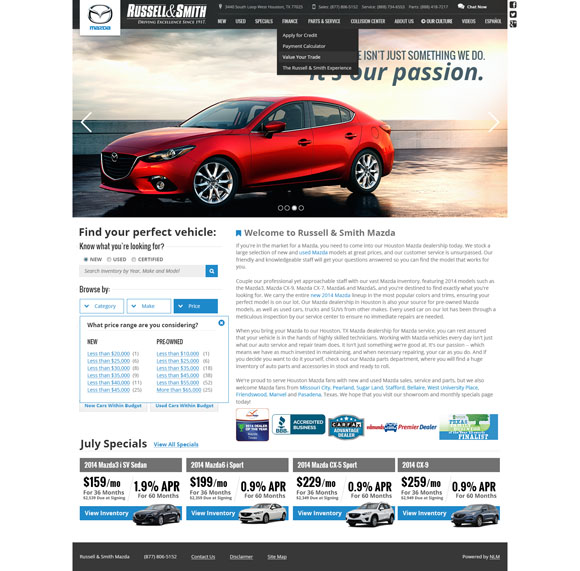 mazda
RUSSELL&SMITH
DRIVING EXCELLENCE SINCE 1917.
3440 South Loop West Houston, TX 77025
Sales: (877) 806-5152
Service: (888) 734-6553
Parts: (888) 418-7217
Chat Now
NEW USED SPECIALS FINANCE PARTS & SERVICE COLLISION CENTER ABOUT US OUR CULTURE VIDEOS ESPAÑOL
Apply for Credit
Payment Calculator
Value Your Trade
The Russell & Smith Experience
E ISN'T JUST SOMETHING WE DO.
It's our passion.
Find your perfect vehicle:
Know what you're looking for?
NEW USED CERTIFIED
Search Inventory by Year, Make and Model
Browse by:
Category Make Price
What price range are you considering?
NEW PRE-OWNED
Less than $20,000 (1) Less than $10,000 (1)
Less than $25,000 (5) Less than $25,000 (6)
Less than $30,000 (8) Less than $35,000 (18)
Less than $35,000 (9) Less than $45,000 (38)
Less than $40,000 (11) Less than $55,000 (52)
Less than $45,000 (25) More than $65,000 (25)
New Cars Within Budget Used Cars Within Budget
Welcome to Russell & Smith Mazda
If you're in the market for a Mazda, you need to come into our Houston Mazda dealership today. We stock a
large selection of new and used Mazda models at great prices, and our customer service is unsurpassed. Our
friendly and knowledgeable staff will get your questions answered so you can find the model that works for
you.
Couple our professional yet approachable staff with our vast Mazda inventory, featuring 2014 models such as
the Mazda3, Mazda CX-9, Mazda CX-7, Mazda6 and Mazda5, and you're destined to find exactly what you're
looking for. We carry the entire new 2014 Mazda lineup in the most popular colors and trims, ensuring your
perfect model is on our lot. Our Mazda dealership in Houston is also your source for pre-owned Mazda
models, as well as used cars, trucks and SUVs from other makes. Every used car on our lot has been through a
meticulous inspection by our service center to ensure no immediate repairs are needed.
When you bring your Mazda to our Houston, TX Mazda dealership for Mazda service, you can rest assured
that your vehicle is in the hands of highly skilled technicians. Working with Mazda vehicles every day isn't just
what our auto service and repair team does, it isn't just something we're good at, it's our passion -- which
means we have as much invested in maintaining, and when necessary repairing, your car as you do. And if
you decide you want to do it yourself, check out our Mazda parts department, where you will find a huge
inventory of auto parts and accessories in stock and ready to roll.
We're proud to serve Houston Mazda fans with new and used Mazda sales, service and parts, but we also
welcome Mazda fans from Missouri City, Pearland, Sugar Land, Stafford, Bellaire, West University Place,
Friendswood, Manvel and Pasadena, Texas. We hope that you visit our showroom and monthly specials page
today!
BBB
ACCREDITED
BUSINESS
CARFAX
ADVANTAGE
DEALER
edmunds Premier Dealer
FINALIST
July Specials View All Specials
2014 Mazda3 i SV Sedan
$159/mo
For 36 Months
$2,539 Due at Signing
1.9% APR
For 60 Months
View Inventory
2014 Mazda6 i Sport
$199/mo
For 36 Months
$2,359 Due at Signing
0.9% APR
For 60 Months
View Inventory
2014 Mazda CX-5 Sport
$229/mo
For 36 Months
0.9% APR
For 60 Months
View Inventory
2014 CX-9
$259/mo
For 36 Months
0.9% APR
For 60 Months
View Inventory
Russell & Smith Mazda (877) 806-5152 Contact Us Disclaimer Site Map Powered by NLM